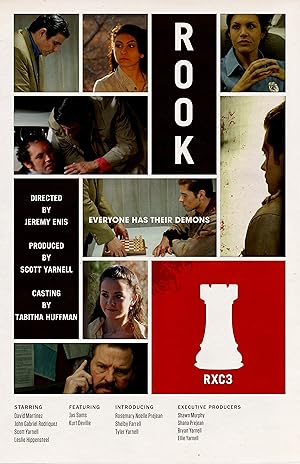 ROOK
DIRECTED
BY
JEREMY ENIS
PRODUCED
BY
SCOTT YARNELL
CASTING
BY
TABITHA HUFFMAN
EVERYONE HAS THEIR DEMONS
RXC3
STARRING
David Martinez
John Gabriel Rodriquez
Scott Yarnell
Leslie Hippensteel
FEATURING
Jas Sams
Kurt Deville
INTRODUCING
Rosemary Noelle Prejean
Shelby Farrell
Tyler Yarnell
EXECUTIVE PRODUCERS
Shawn Murphy
Shana Prejean
Bryan Yarnell
Ellie Yarnell